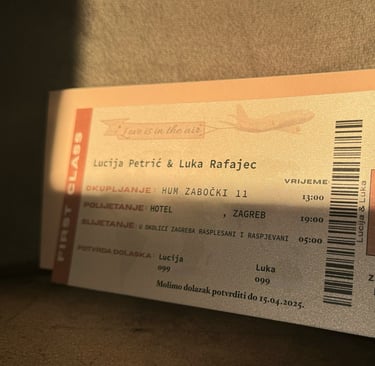 Love is in the air
FIRST CLASS
Lucija Petrić & Luka Rafajec
VRIJEME
OKUPLJANJE: HUM ZABOČKI 11 13:00
POLIJETANJE: HOTEL , ZAGREB 19:00
SLIJETANJE: U OKOLICI ZAGREBA RASPLESANI I RASPJEVANI 05:00
POTVRDA DOLASKA: Lucija Luka
099 099
Molimo dolazak potvrditi do 15.04.2025.
Lucija & Luka